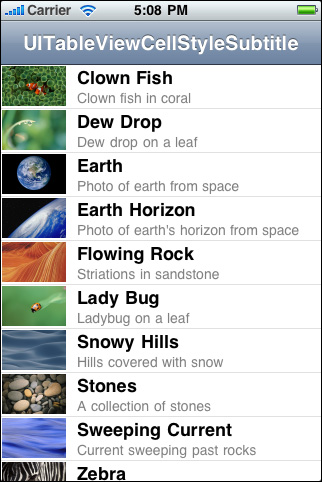 Carrier 5:08 PM
UITableViewCellStyleSubtitle
Clown Fish
Clown fish in coral
Dew Drop
Dew drop on a leaf
Earth
Photo of earth from space
Earth Horizon
Photo of earth's horizon from space
Flowing Rock
Striations in sandstone
Lady Bug
Ladybug on a leaf
Snowy Hills
Hills covered with snow
Stones
A collection of stones
Sweeping Current
Current sweeping past rocks
Zebra